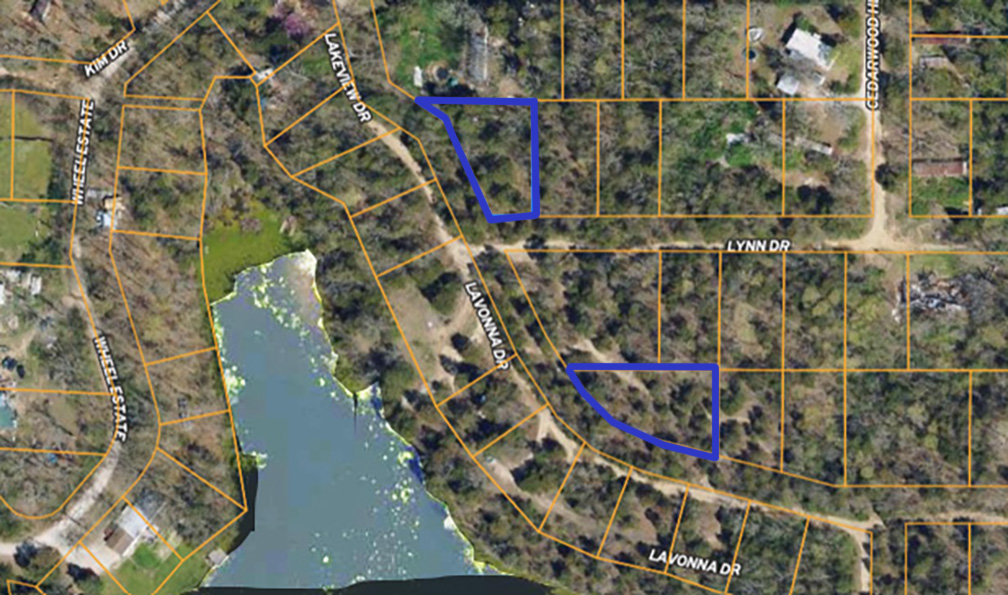 KIM DR
LAKEVIEW DR
CEDARWOOD H
WHEELESTATE
LYNN DR
LAVONNA DR
WHEELESTATE
LAVONNA DR